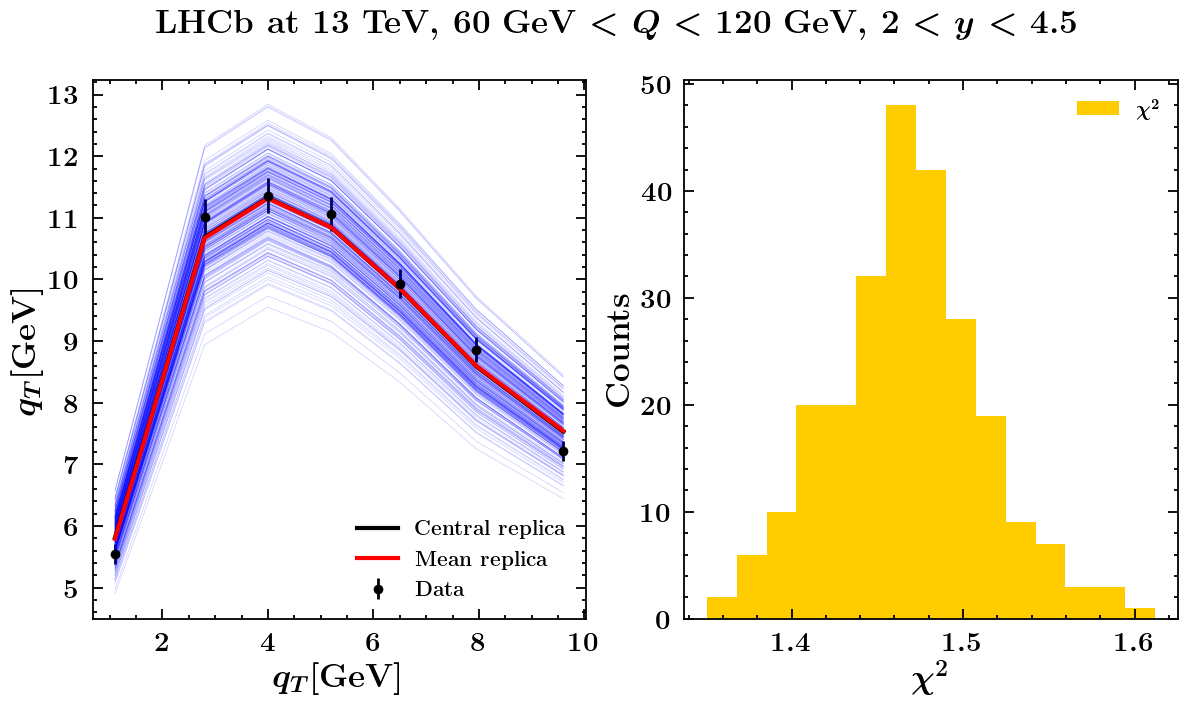 LHCb at 13 TeV, 60 GeV < Q < 120 GeV, 2 < y < 4.5
13
12
11
10
9
8
7
6
5
q_T[GeV]
2
4
6
8
10
q_T[GeV]
Central replica
Mean replica
Data
50
40
30
20
10
0
Counts
1.4
1.5
1.6
χ²
χ²